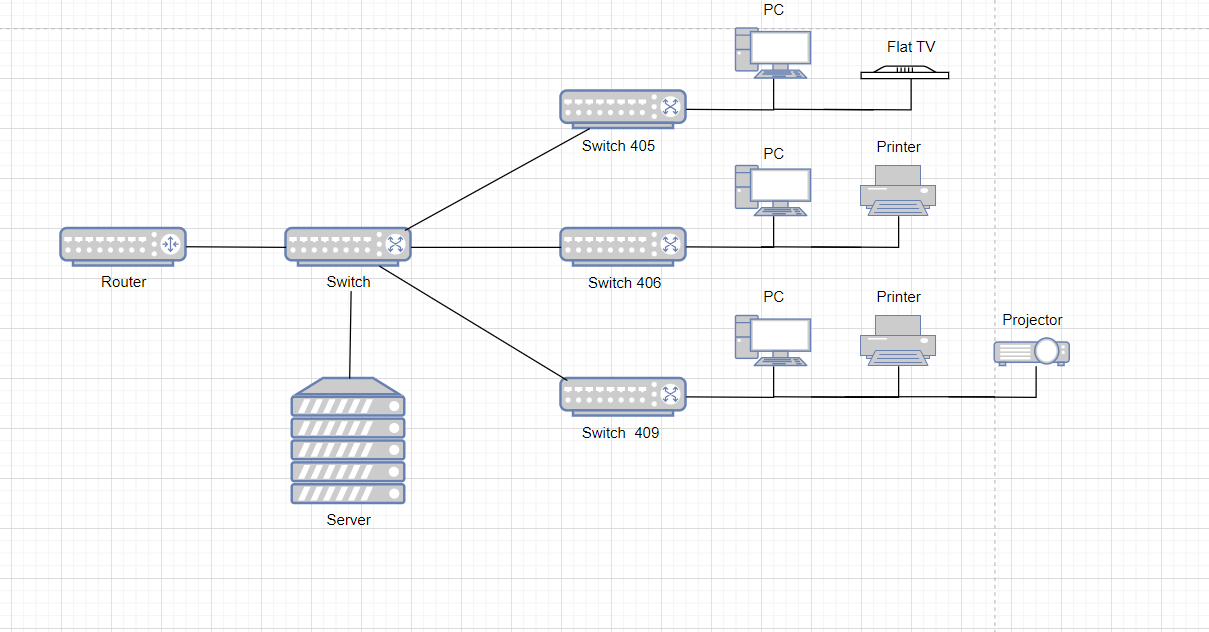 PC
Flat TV
Switch 405
PC
Printer
Router
Switch
Switch 406
PC
Printer
Projector
Switch  409
Server